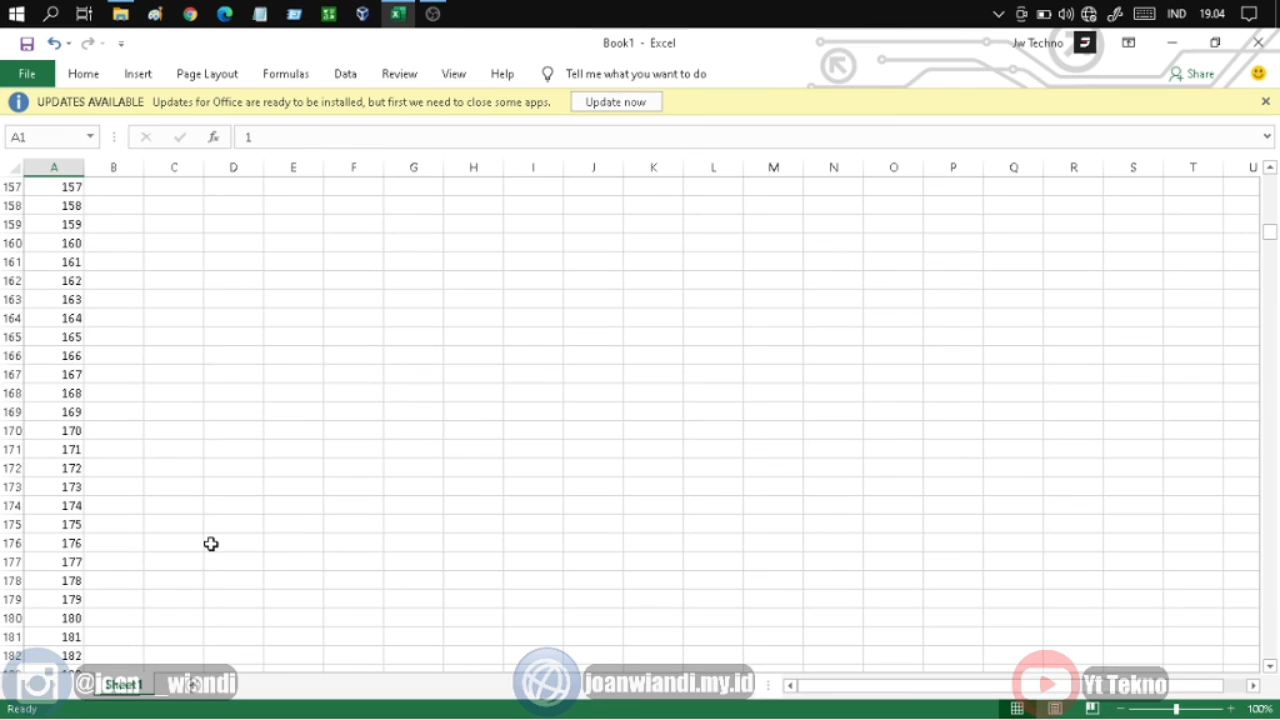 IND 19.04
Book1 - Excel
Jw Techno
File Home Insert Page Layout Formulas Data Review View Help Tell me what you want to do Share
UPDATES AVAILABLE Updates for Office are ready to be installed, but first we need to close some apps. Update now
A1 fx 1
A B C D E F G H I J K L M N O P Q R S T U
157 157
158 158
159 159
160 160
161 161
162 162
163 163
164 164
165 165
166 166
167 167
168 168
169 169
170 170
171 171
172 172
173 173
174 174
175 175
176 176
177 177
178 178
179 179
180 180
181 181
182 182
Sheet1
wiandi
joanwiandi.my.id
Yt Tekno
Ready
100%